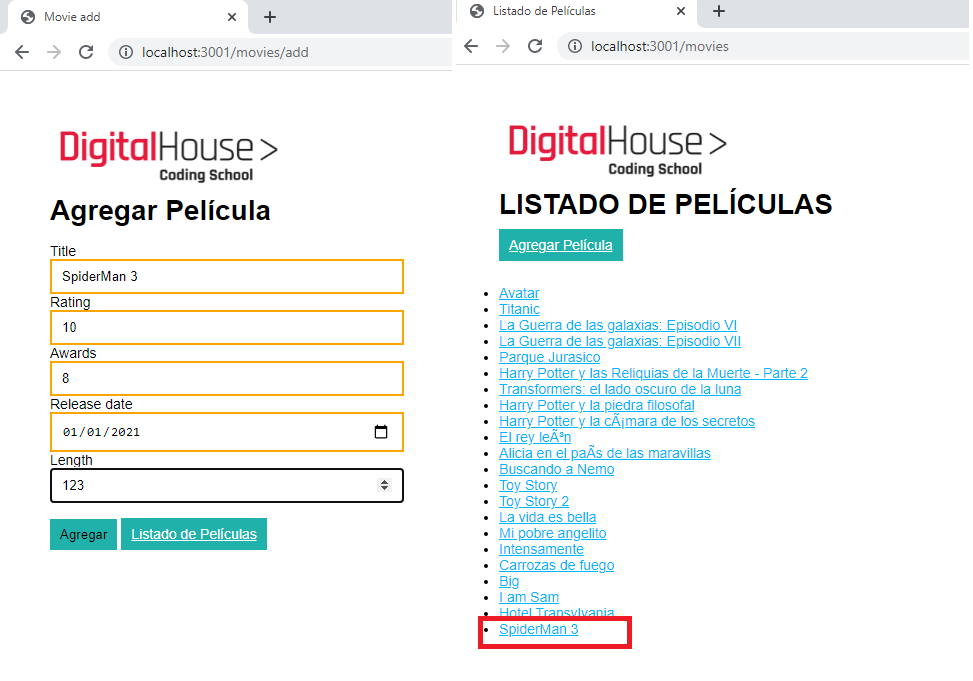 Movie add
localhost:3001/movies/add
DigitalHouse >
Coding School
Agregar Película
Title
SpiderMan 3
Rating
10
Awards
8
Release date
01/01/2021
Length
123
Agregar
Listado de Películas
Listado de Películas
localhost:3001/movies
DigitalHouse >
Coding School
LISTADO DE PELÍCULAS
Agregar Película
Avatar
Titanic
La Guerra de las galaxias: Episodio VI
La Guerra de las galaxias: Episodio VII
Parque Jurasico
Harry Potter y las Reliquias de la Muerte - Parte 2
Transformers: el lado oscuro de la luna
Harry Potter y la piedra filosofal
Harry Potter y la cÃ¡mara de los secretos
El rey leÃ³n
Alicia en el paÃs de las maravillas
Buscando a Nemo
Toy Story
Toy Story 2
La vida es bella
Mi pobre angelito
Intensamente
Carrozas de fuego
Big
I am Sam
Hotel Transylvania
SpiderMan 3